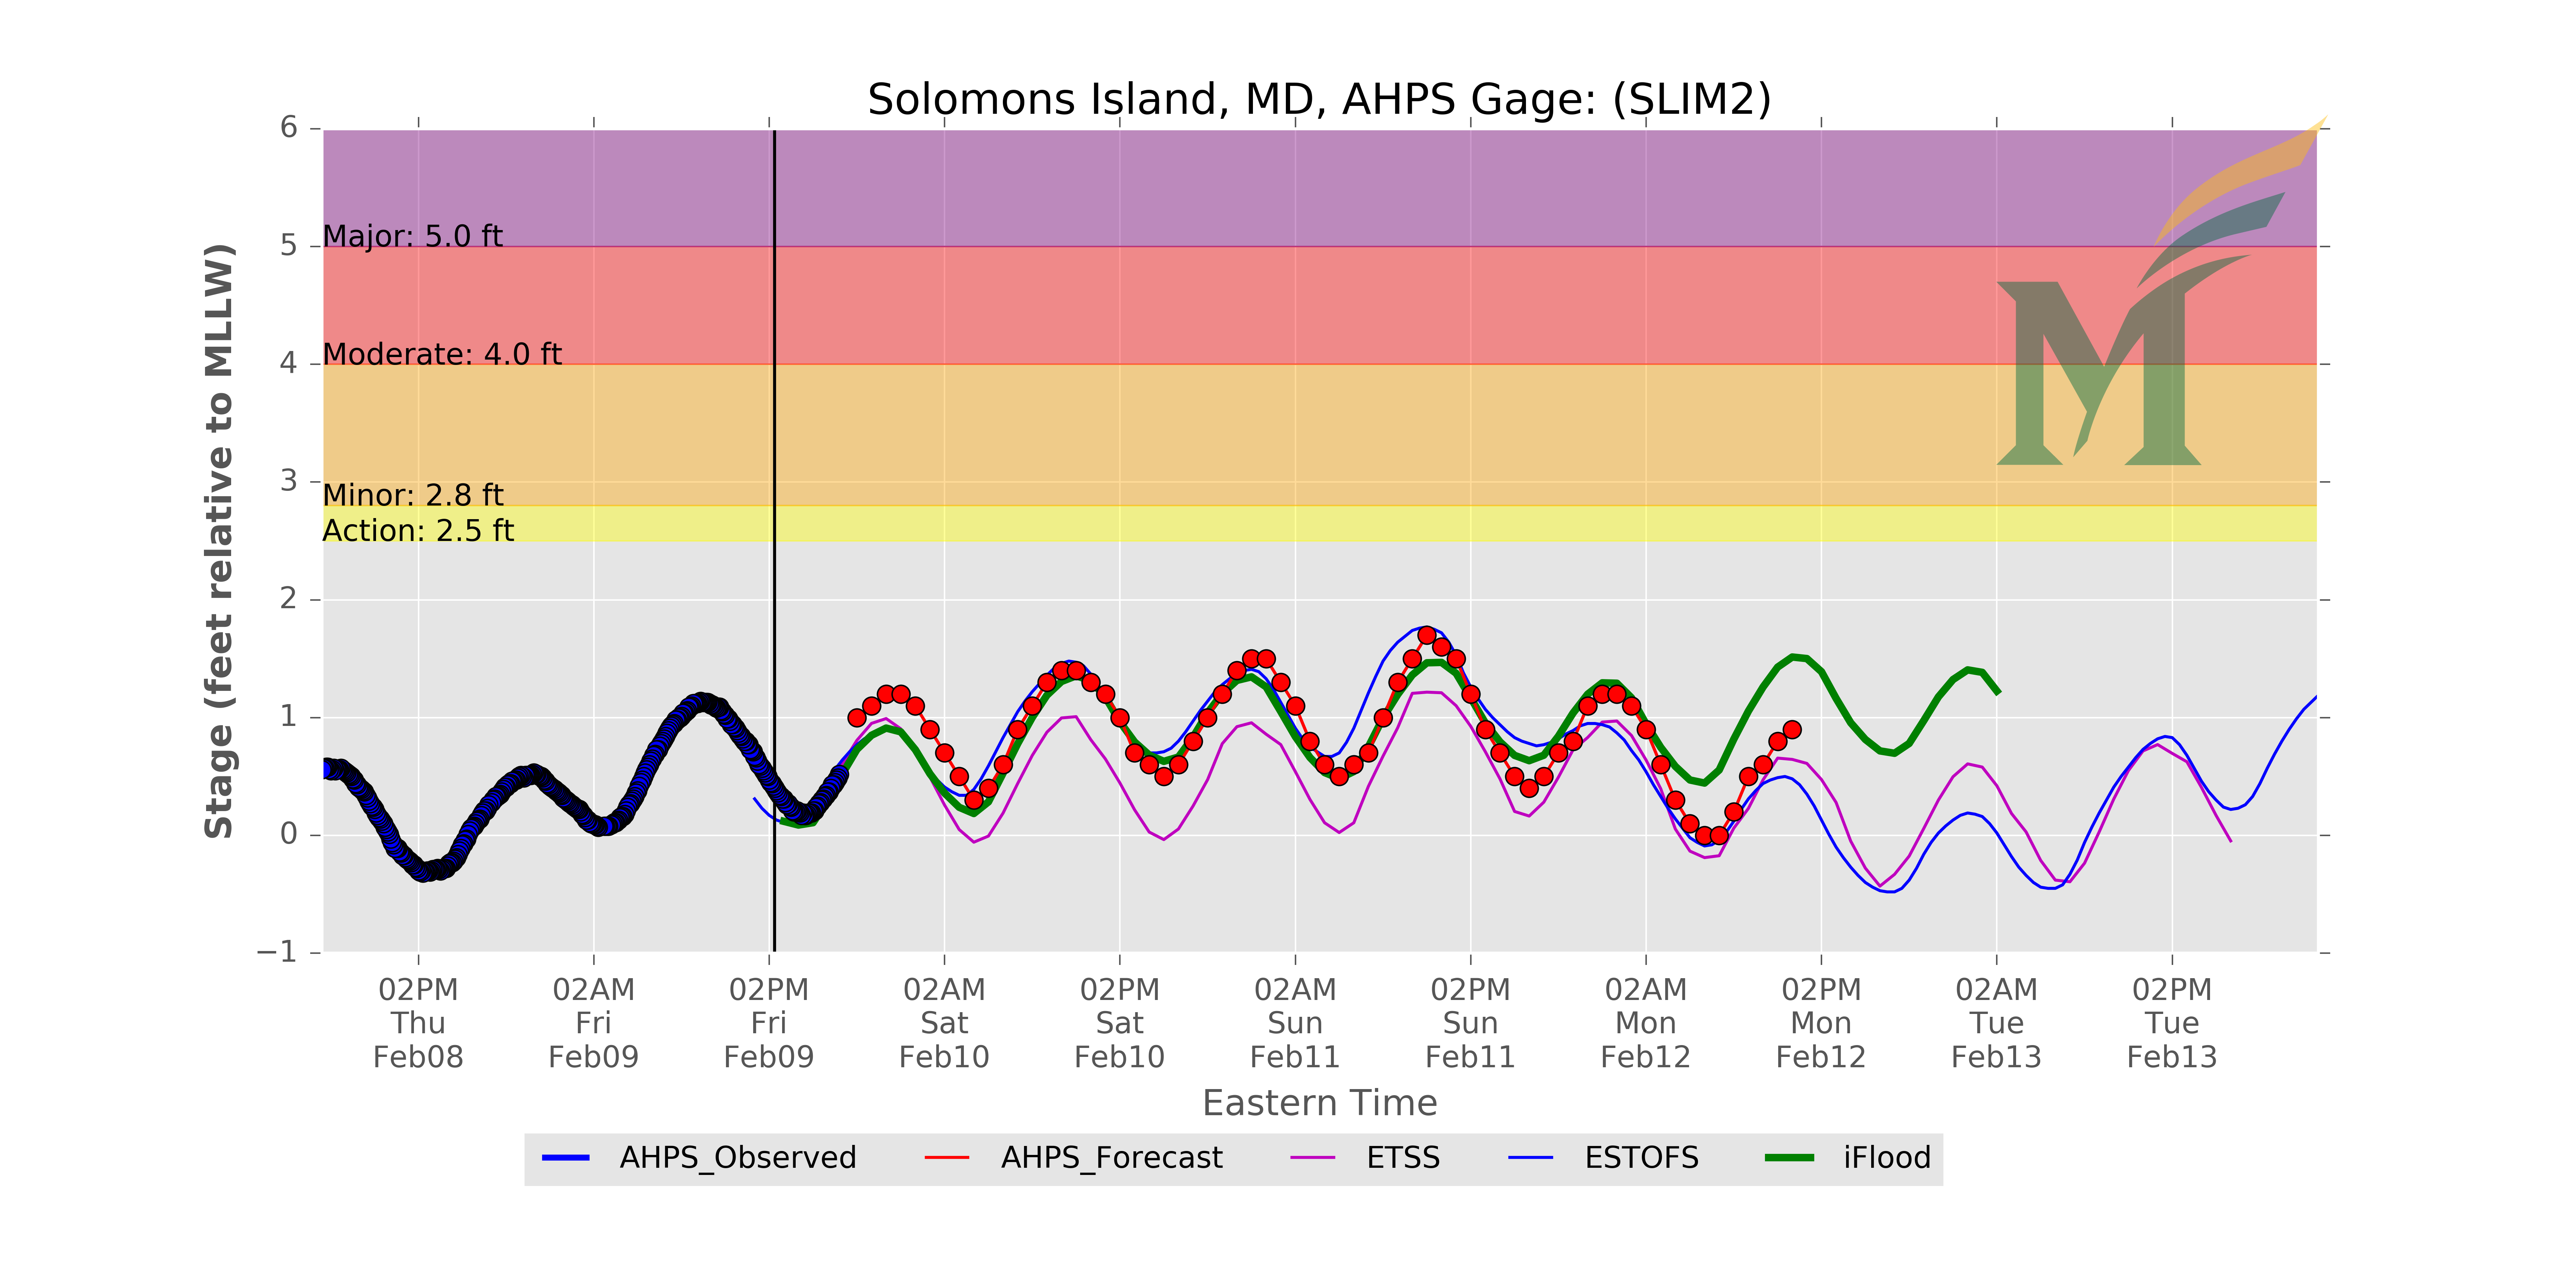 Solomons Island, MD, AHPS Gage: (SLIM2)
Stage (feet relative to MLLW)
6
5
4
3
2
1
0
−1
Major: 5.0 ft
Moderate: 4.0 ft
Minor: 2.8 ft
Action: 2.5 ft
M
02PM 02AM 02PM 02AM 02PM 02AM 02PM 02AM 02PM 02AM 02PM
Thu Fri Fri Sat Sat Sun Sun Mon Mon Tue Tue
Feb08 Feb09 Feb09 Feb10 Feb10 Feb11 Feb11 Feb12 Feb12 Feb13 Feb13
Eastern Time
AHPS_Observed AHPS_Forecast ETSS ESTOFS iFlood